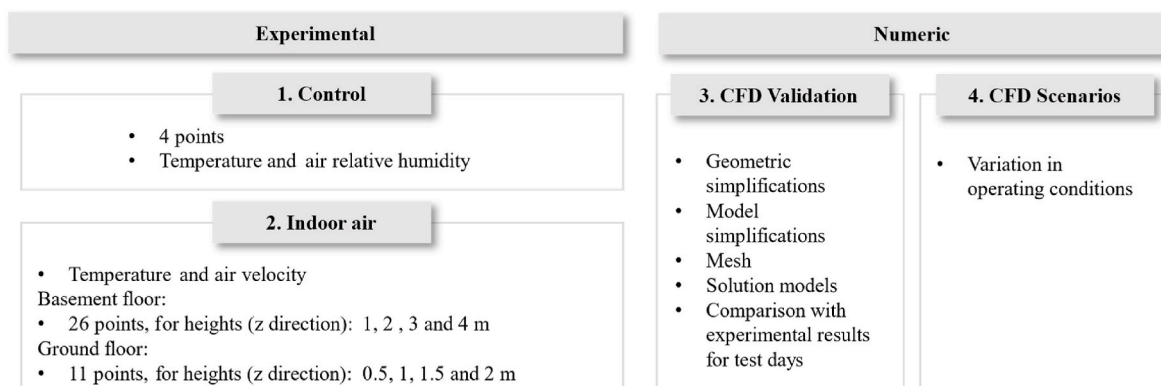 Experimental
1. Control
• 4 points
• Temperature and air relative humidity
2. Indoor air
• Temperature and air velocity
Basement floor:
• 26 points, for heights (z direction): 1, 2 , 3 and 4 m
Ground floor:
• 11 points, for heights (z direction): 0.5, 1, 1.5 and 2 m
Numeric
3. CFD Validation
• Geometric
simplifications
• Model
simplifications
• Mesh
• Solution models
• Comparison with
experimental results
for test days
4. CFD Scenarios
• Variation in
operating conditions